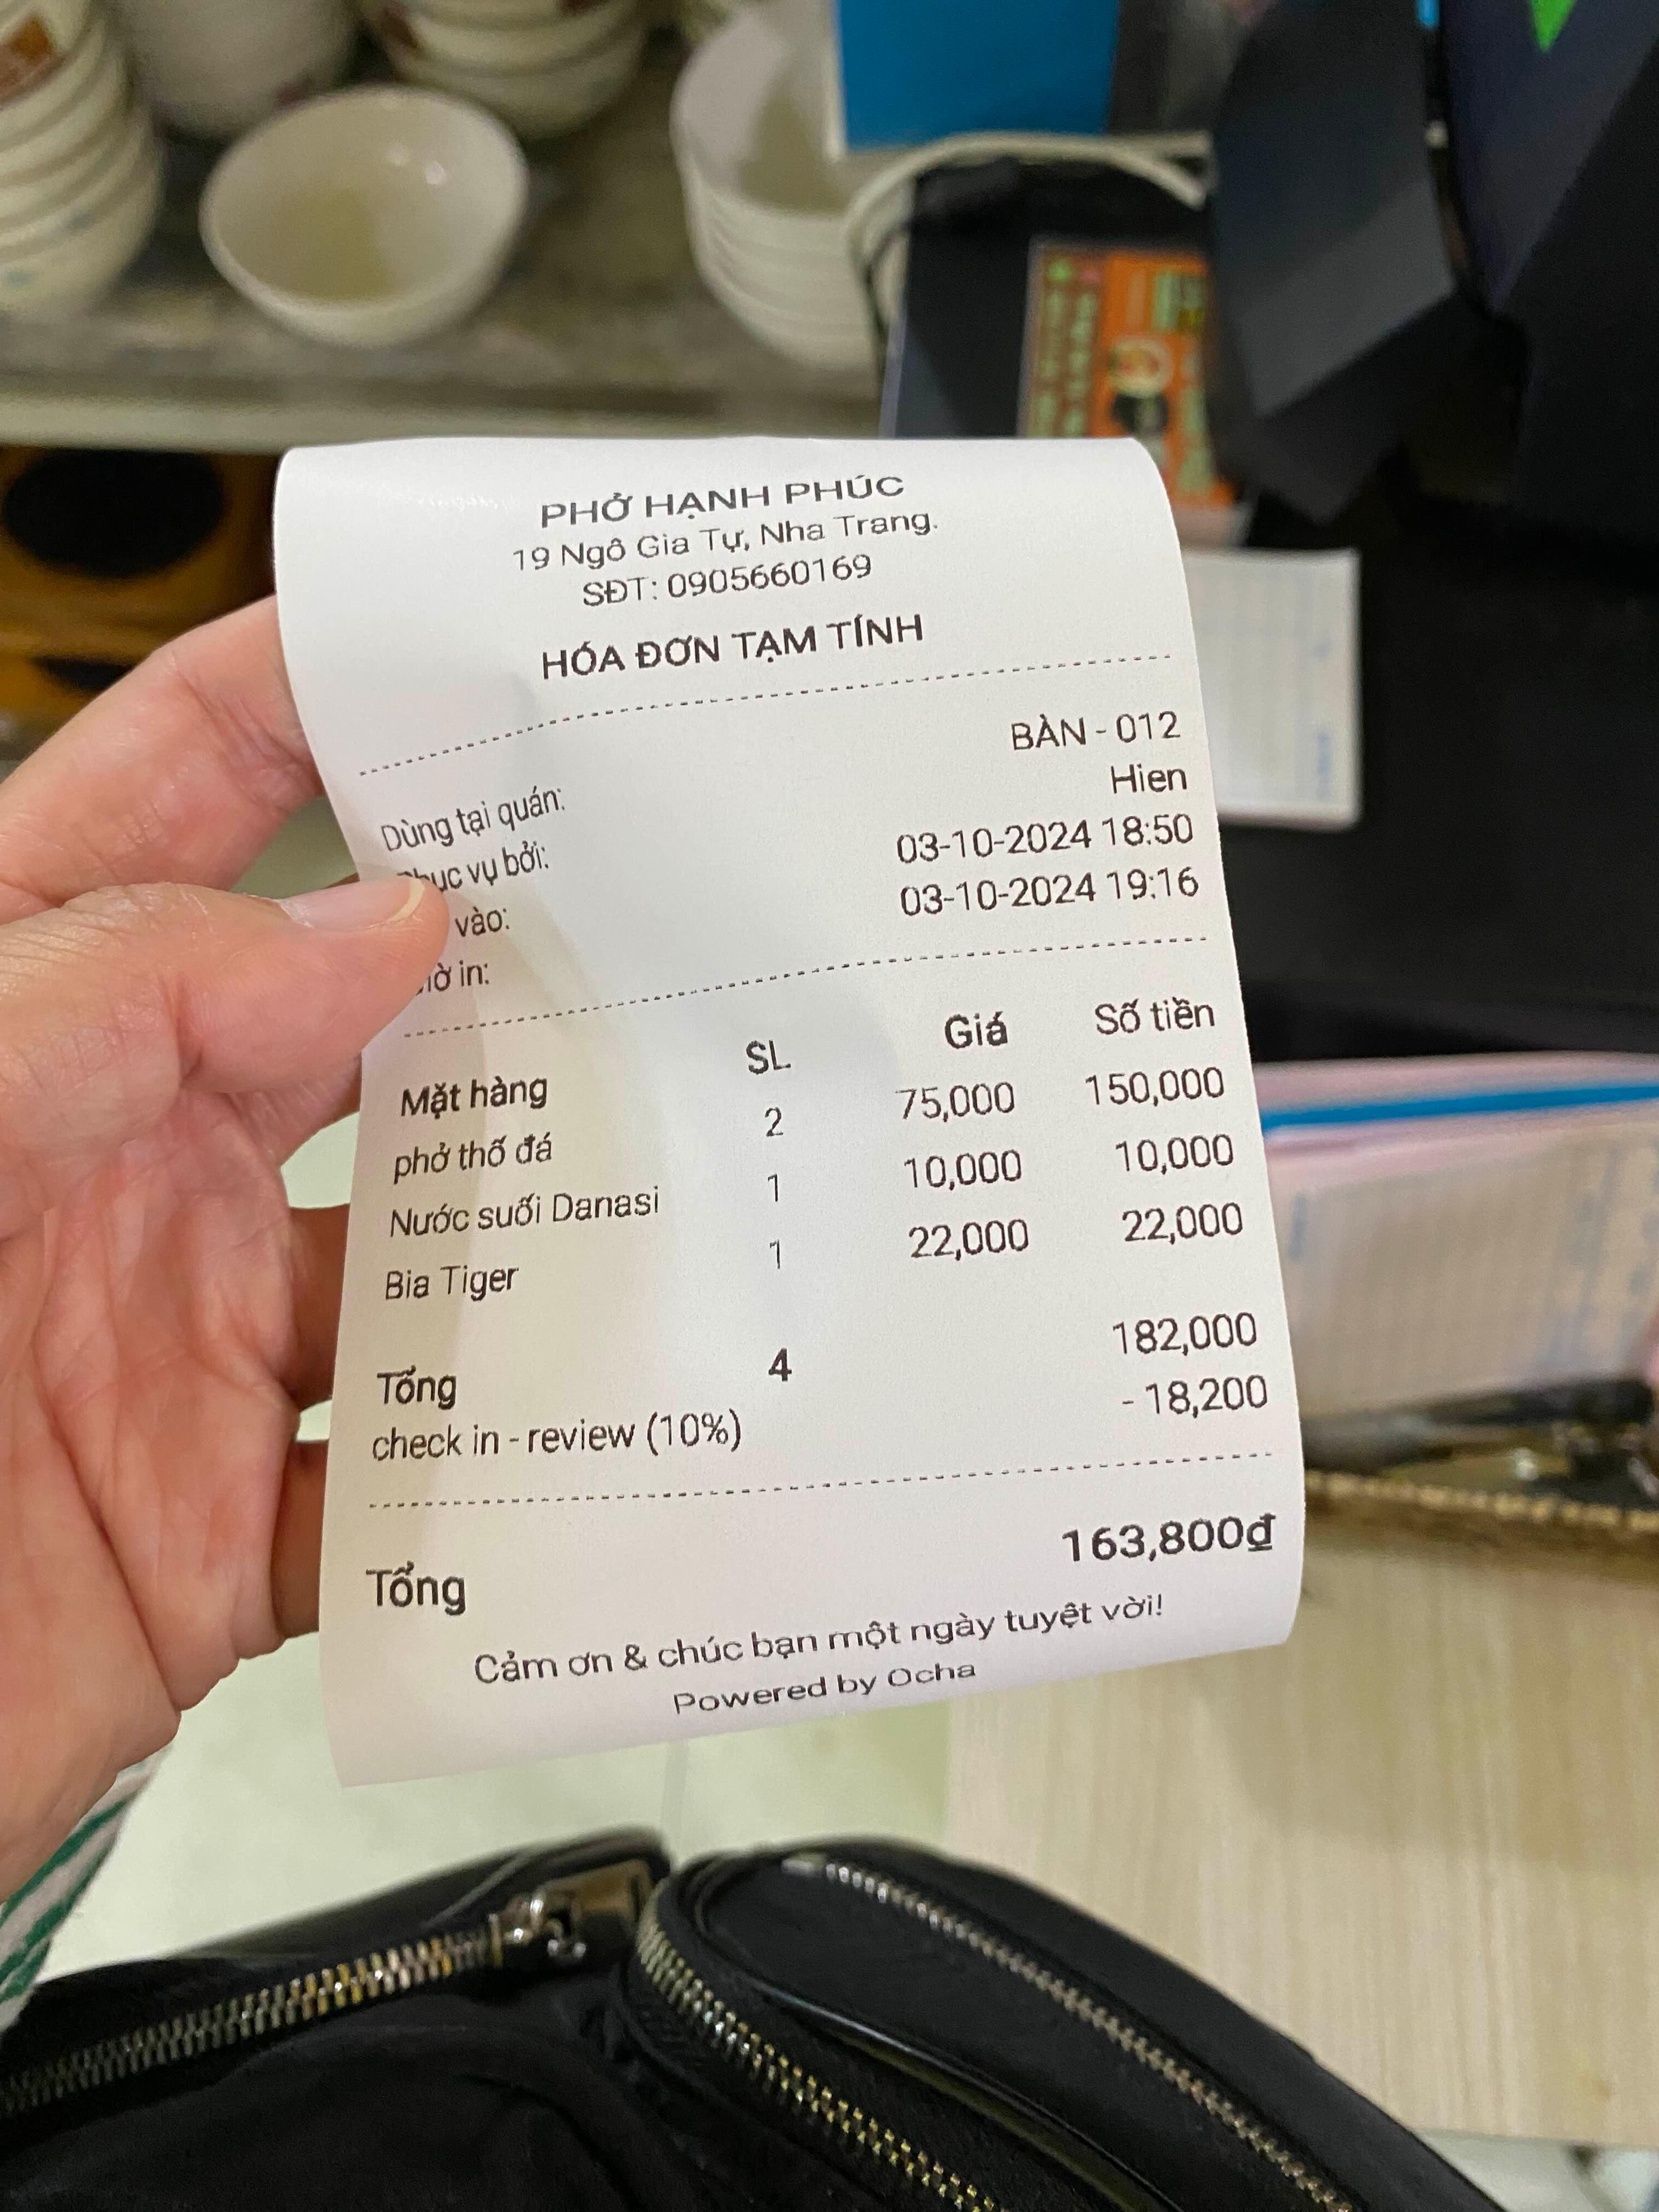 PHỞ HẠNH PHÚC
19 Ngô Gia Tự, Nha Trang.
SĐT: 0905660169
HÓA ĐƠN TẠM TÍNH
Dùng tại quán: BÀN - 012
vụ bởi: Hien
vào: 03-10-2024 18:50
in: 03-10-2024 19:16
Mặt hàng SL Giá Số tiền
phở thố đá 2 75,000 150,000
Nước suối Danasi 1 10,000 10,000
Bia Tiger 1 22,000 22,000
Tổng 4 182,000
check in - review (10%) - 18,200
Tổng 163,800₫
Cảm ơn & chúc bạn một ngày tuyệt vời!
Powered by Ocha